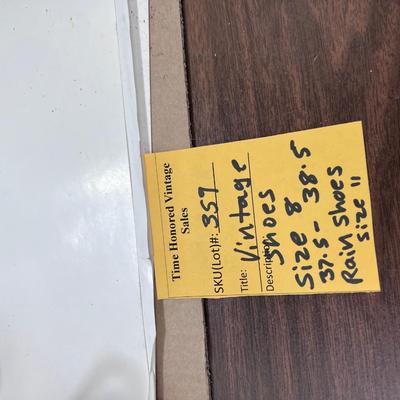 Time Honored Vintage
Sales
SKU(Lot)#: 357
Title: Vintage
Description: Shoes
Size 8
37.5 - 38.5
Rain Shoes
Size 11